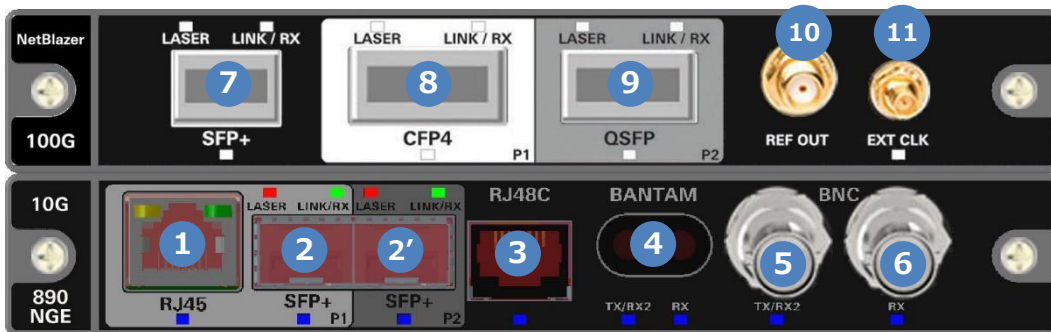 NetBlazer
100G
LASER LINK / RX
7
SFP+
LASER LINK / RX
8
CFP4
P1
LASER LINK / RX
9
QSFP
P2
10
REF OUT
11
EXT CLK
10G
890
NGE
1
RJ45
LASER LINK/RX
2
SFP+
P1
LASER LINK/RX
2’
SFP+
P2
RJ48C
3
BANTAM
4
TX/RX2 RX
BNC
5
TX/RX2
6
RX